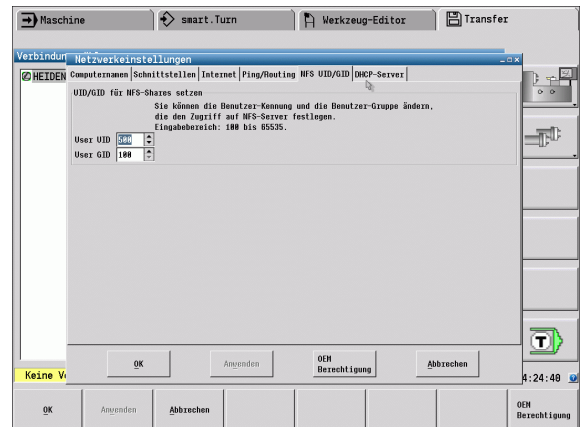 Maschine
smart.Turn
Werkzeug-Editor
Transfer
Verbindun
Netzwerkeinstellungen
HEIDEN
Computernamen Schnittstellen Internet Ping/Routing NFS UID/GID DHCP-Server
UID/GID für NFS-Shares setzen
Sie können die Benutzer-Kennung und die Benutzer-Gruppe ändern,
die den Zugriff auf NFS-Server festlegen.
Eingabebereich: 100 bis 65535.
User UID 500
User GID 100
T
OK
Anwenden
OEM
Berechtigung
Abbrechen
Keine V
4:24:40
OK
Anwenden
Abbrechen
OEM
Berechtigung